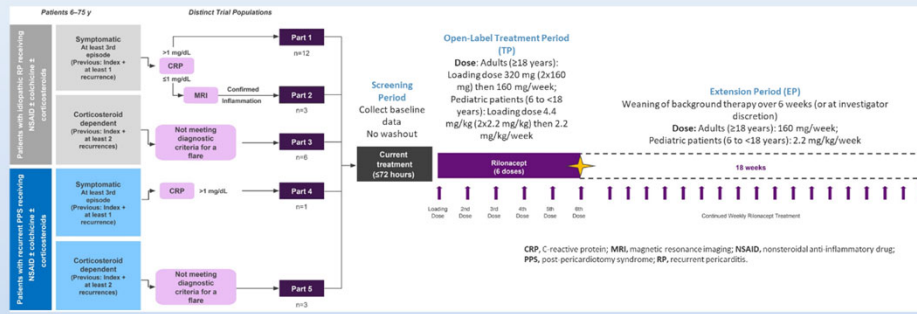 Patients 6–75 y
Distinct Trial Populations
Patients with idiopathic RP receiving
NSAID ± colchicine ±
corticosteroids
Symptomatic
At least 3rd
episode
(Previous: Index +
at least 1
recurrence)
>1 mg/dL
CRP
≤1 mg/dL
MRI
Confirmed
Inflammation
Part 1
n=12
Part 2
n=3
Corticosteroid
dependent
(Previous: Index +
at least 2
recurrences)
Not meeting
diagnostic
criteria for a
flare
Part 3
n=6
Patients with recurrent PPS receiving
NSAID ± colchicine ±
corticosteroids
Symptomatic
At least 3rd
episode
(Previous: Index +
at least 1
recurrence)
CRP
>1 mg/dL
Part 4
n=1
Corticosteroid
dependent
(Previous: Index +
at least 2
recurrences)
Not meeting
diagnostic
criteria for a
flare
Part 5
n=3
Screening
Period
Collect baseline
data
No washout
Current
treatment
(≤72 hours)
Open-Label Treatment Period
(TP)
Dose: Adults (≥18 years):
Loading dose 320 mg (2x160
mg) then 160 mg/week;
Pediatric patients (6 to <18
years): Loading dose 4.4
mg/kg (2x2.2 mg/kg) then 2.2
mg/kg/week
Rilonacept
(6 doses)
Loading
Dose
2nd
Dose
3rd
Dose
4th
Dose
5th
Dose
6th
Dose
Extension Period (EP)
Weaning of background therapy over 6 weeks (or at investigator
discretion)
Dose: Adults (≥18 years): 160 mg/week;
Pediatric patients (6 to <18 years): 2.2 mg/kg/week
18 weeks
Continued Weekly Rilonacept Treatment
CRP, C-reactive protein; MRI, magnetic resonance imaging; NSAID, nonsteroidal anti-inflammatory drug;
PPS, post-pericardiotomy syndrome; RP, recurrent pericarditis.